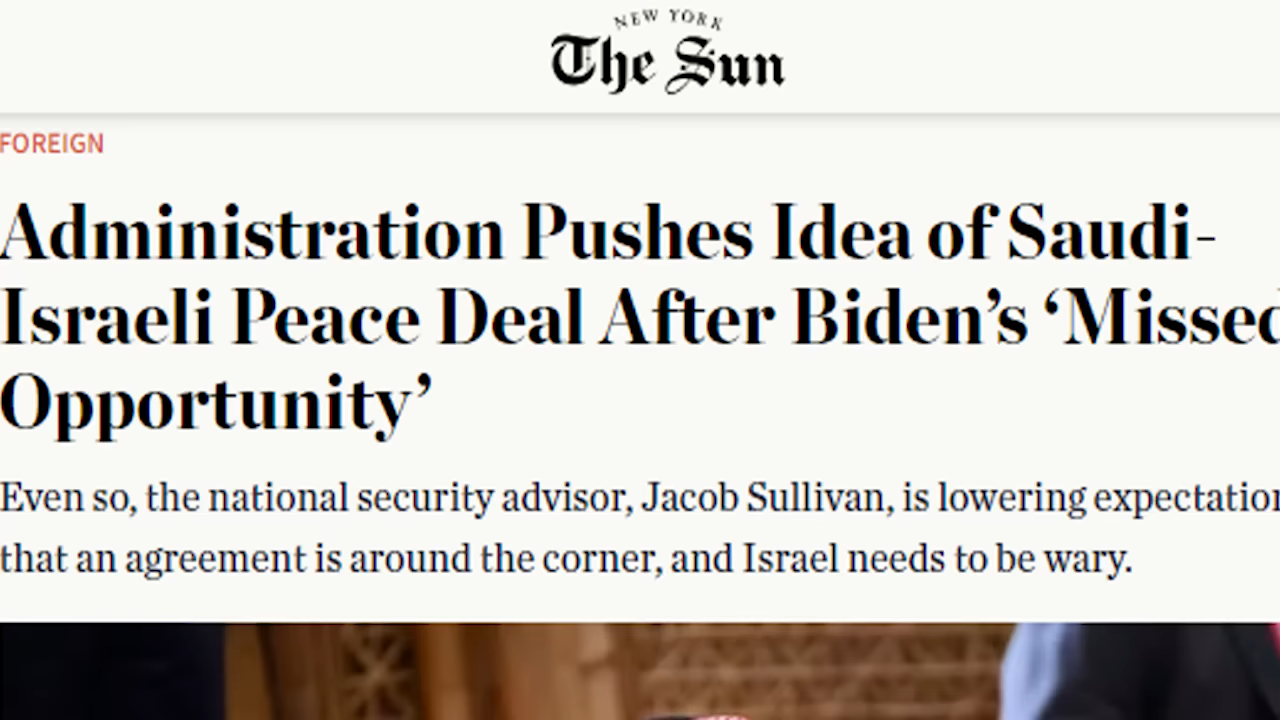 NEW YORK
The Sun
FOREIGN
Administration Pushes Idea of Saudi-
Israeli Peace Deal After Biden’s ‘Missed
Opportunity’
Even so, the national security advisor, Jacob Sullivan, is lowering expectation
that an agreement is around the corner, and Israel needs to be wary.